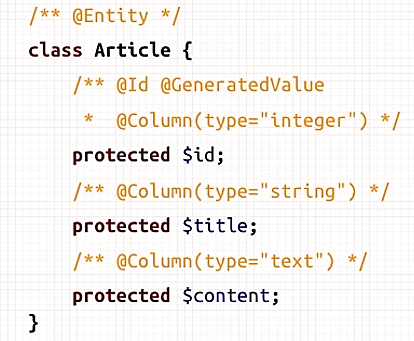 /** @Entity */
class Article {
    /** @Id @GeneratedValue
     *  @Column(type="integer") */
    protected $id;
    /** @Column(type="string") */
    protected $title;
    /** @Column(type="text") */
    protected $content;
}